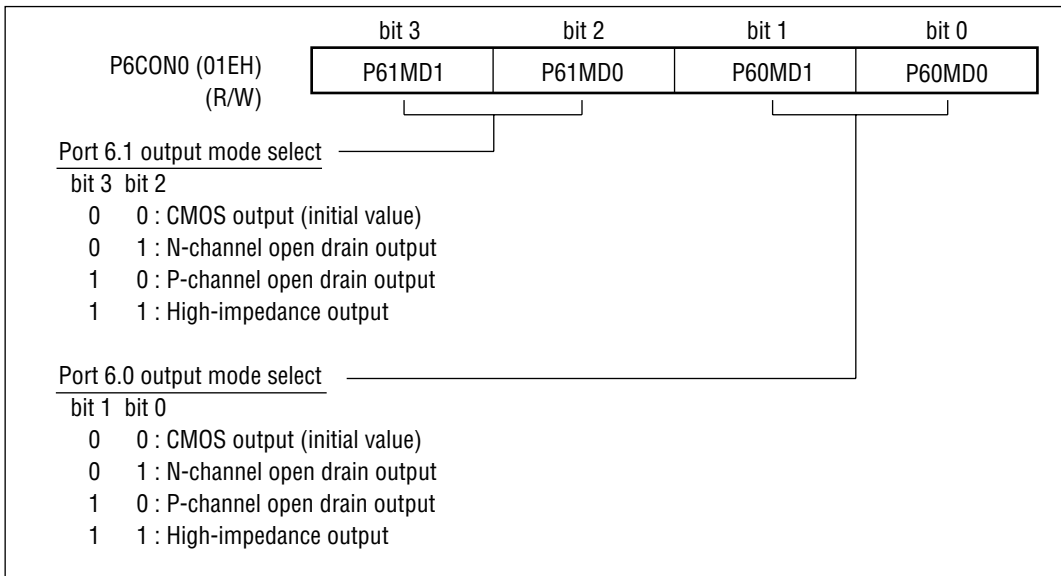 bit 3 bit 2 bit 1 bit 0
P6CON0 (01EH) P61MD1 P61MD0 P60MD1 P60MD0
(R/W)
Port 6.1 output mode select
bit 3 bit 2
0 0 : CMOS output (initial value)
0 1 : N-channel open drain output
1 0 : P-channel open drain output
1 1 : High-impedance output
Port 6.0 output mode select
bit 1 bit 0
0 0 : CMOS output (initial value)
0 1 : N-channel open drain output
1 0 : P-channel open drain output
1 1 : High-impedance output